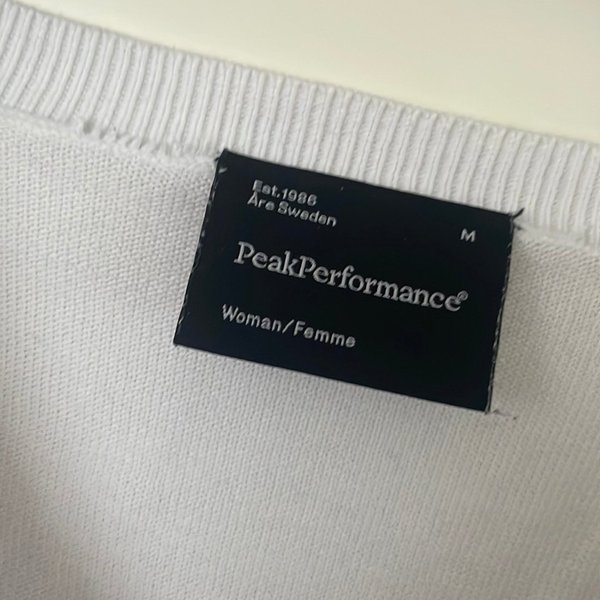 Est.1986
Åre Sweden
M
PeakPerformance®
Woman/Femme